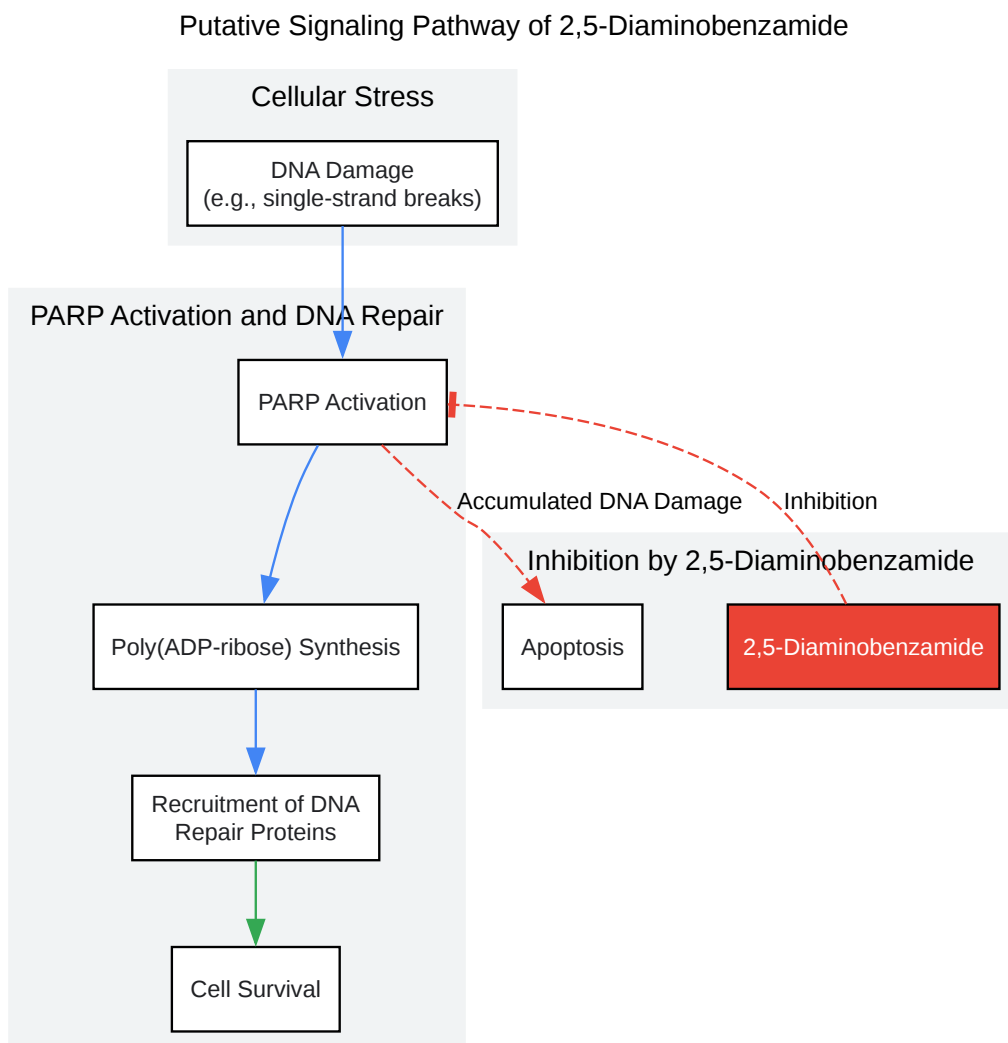 Putative Signaling Pathway of 2,5-Diaminobenzamide
Cellular Stress
DNA Damage
(e.g., single-strand breaks)
PARP Activation and DNA Repair
PARP Activation
Accumulated DNA Damage
Inhibition
Inhibition by 2,5-Diaminobenzamide
Poly(ADP-ribose) Synthesis
Apoptosis
2,5-Diaminobenzamide
Recruitment of DNA
Repair Proteins
Cell Survival